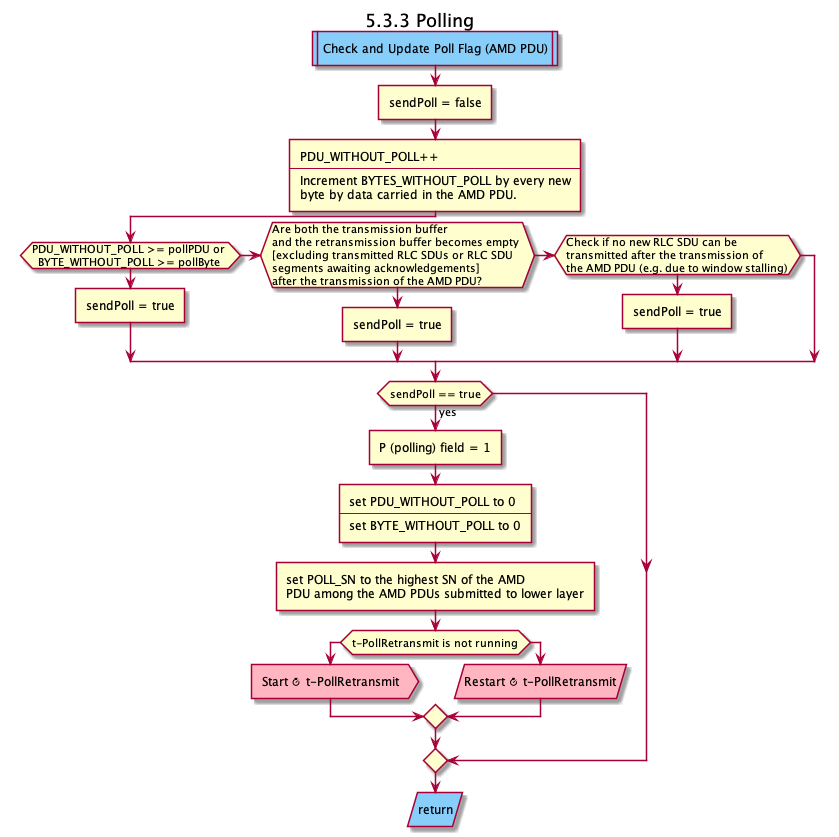 5.3.3 Polling
Check and Update Poll Flag (AMD PDU)
sendPoll = false
PDU_WITHOUT_POLL++
Increment BYTES_WITHOUT_POLL by every new
byte by data carried in the AMD PDU.
PDU_WITHOUT_POLL >= pollPDU or
BYTE_WITHOUT_POLL >= pollByte
sendPoll = true
Are both the transmission buffer
and the retransmission buffer becomes empty
[excluding transmitted RLC SDUs or RLC SDU
segments awaiting acknowledgements]
after the transmission of the AMD PDU?
sendPoll = true
Check if no new RLC SDU can be
transmitted after the transmission of
the AMD PDU (e.g. due to window stalling)
sendPoll = true
sendPoll == true
yes
P (polling) field = 1
set PDU_WITHOUT_POLL to 0
set BYTE_WITHOUT_POLL to 0
set POLL_SN to the highest SN of the AMD
PDU among the AMD PDUs submitted to lower layer
t-PollRetransmit is not running
Start ⥀ t-PollRetransmit
Restart ⥀ t-PollRetransmit
return